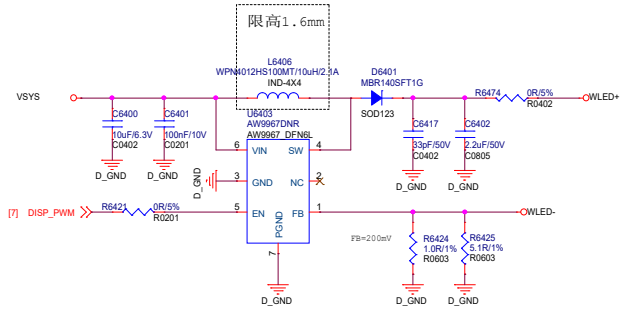 限高1.6mm
L6406
WPN4012HS100MT/10uH/2.1A
IND-4X4
D6401
MBR140SFT1G
SOD123
R6474
0R/5%
R0402
WLED+
VSYS
C6400
10uF/6.3V
C0402
C6401
100nF/10V
C0201
U6403
AW9967DNR
AW9967_DFN6L
C6417
33pF/50V
C0402
C6402
2.2uF/50V
C0805
D_GND
D_GND
D_GND
D_GND
6
VIN
SW
4
D_GND
3
GND
NC
2
[7] DISP_PWM
R6421
0R/5%
R0201
5
EN
FB
1
WLED-
PGND
7
D_GND
FB=200mV
R6424
1.0R/1%
R0603
R6425
5.1R/1%
R0603
D_GND
D_GND